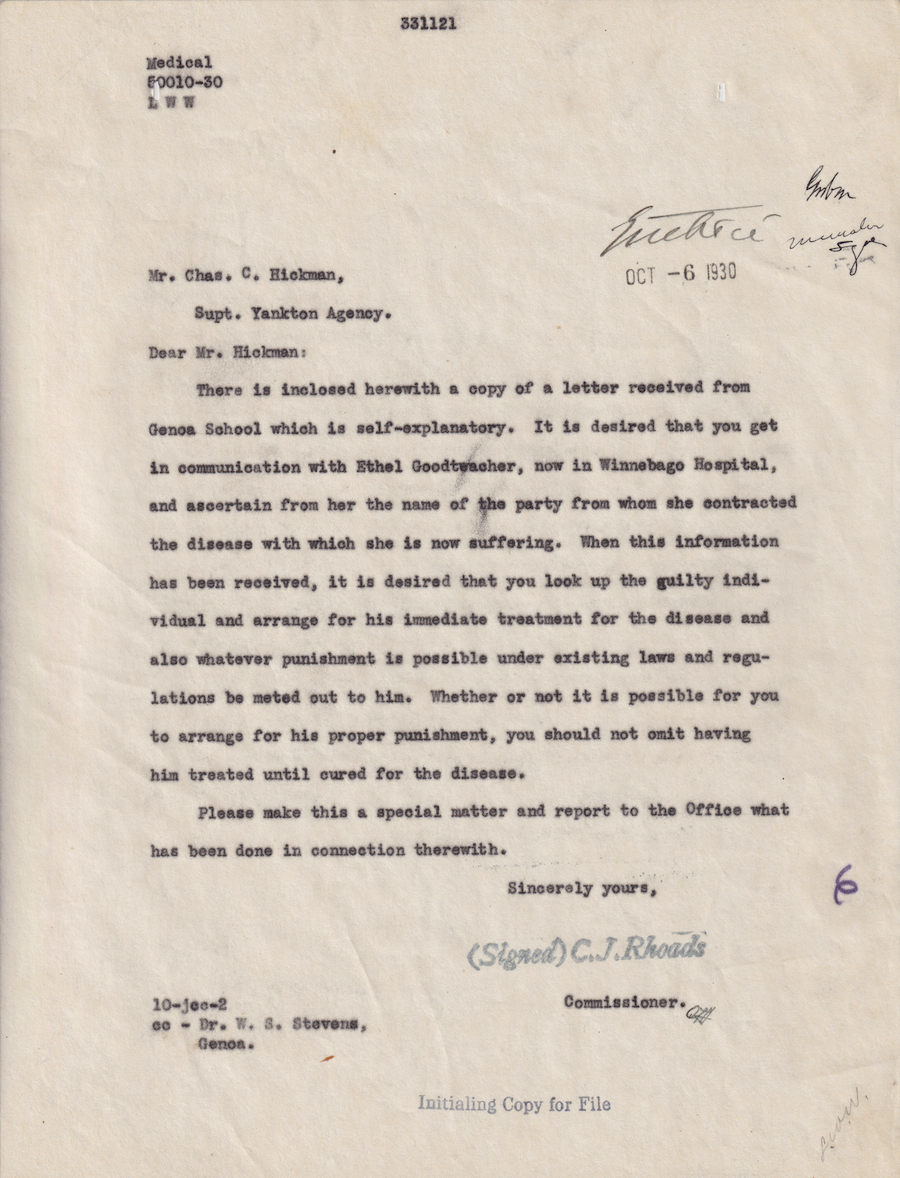 331121
Medical
50010-30
L W W
OCT -6 1930
Mr. Chas. C. Hickman,
Supt. Yankton Agency.
Dear Mr. Hickman:
There is inclosed herewith a copy of a letter received from
Genoa School which is self-explanatory. It is desired that you get
in communication with Ethel Goodteacher, now in Winnebago Hospital,
and ascertain from her the name of the party from whom she contracted
the disease with which she is now suffering. When this information
has been received, it is desired that you look up the guilty indi-
vidual and arrange for his immediate treatment for the disease and
also whatever punishment is possible under existing laws and regu-
lations be meted out to him. Whether or not it is possible for you
to arrange for his proper punishment, you should not omit having
him treated until cured for the disease.
Please make this a special matter and report to the Office what
has been done in connection therewith.
Sincerely yours,
6
(Signed) C. J. Rhoads
Commissioner.
10-jcc-2
cc - Dr. W. S. Stevens,
Genoa.
Initialing Copy for File